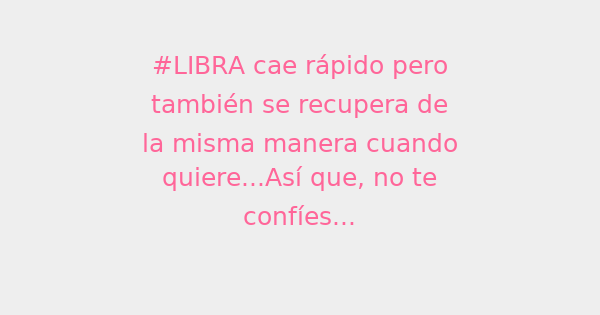 #LIBRA cae rápido pero
también se recupera de
la misma manera cuando
quiere...Así que, no te
confíes...